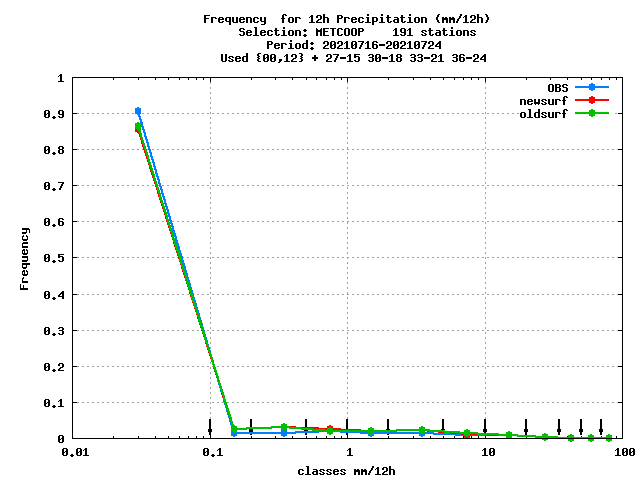 Frequency  for 12h Precipitation (mm/12h)
Selection: METCOOP    191 stations
Period: 20210716-20210724
Used {00,12} + 27-15 30-18 33-21 36-24
OBS
newsurf
oldsurf
1
0.9
0.8
0.7
0.6
0.5
0.4
0.3
0.2
0.1
0
Frequency
0.01
0.1
1
10
100
classes mm/12h